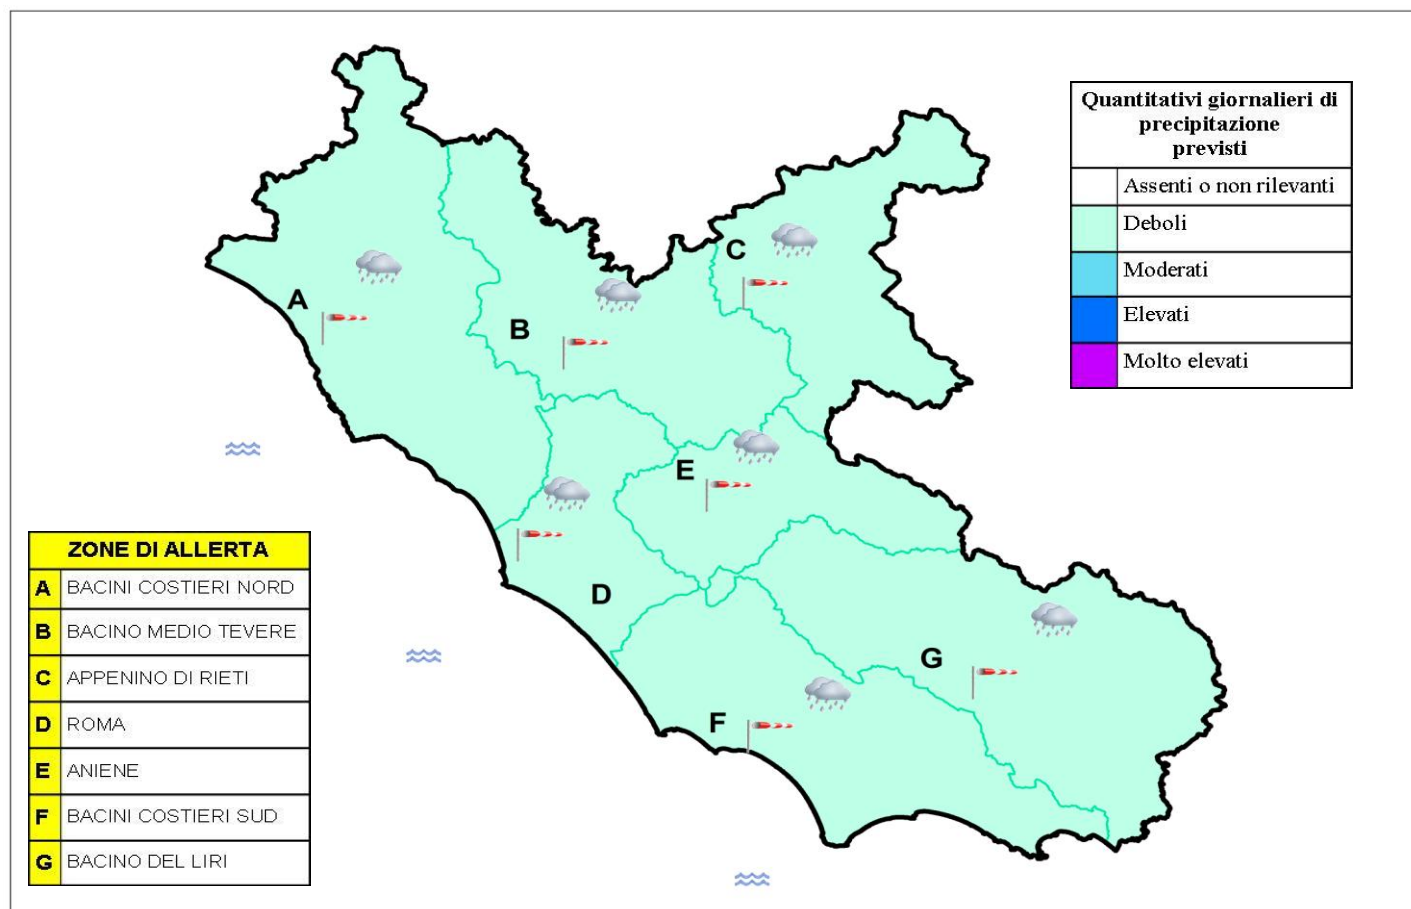 Quantitativi giornalieri di
precipitazione
previsti
Assenti o non rilevanti
Deboli
Moderati
Elevati
Molto elevati
C
A
B
E
D
G
F
ZONE DI ALLERTA
A BACINI COSTIERI NORD
B BACINO MEDIO TEVERE
C APPENINO DI RIETI
D ROMA
E ANIENE
F BACINI COSTIERI SUD
G BACINO DEL LIRI